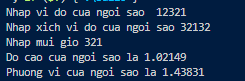 Nhap vi do cua ngoi sao  12321
Nhap xich vi do cua ngoi sao 32132
Nhap mui gio 321
Do cao cua ngoi sao la 1.02149
Phuong vi cua ngoi sao la 1.43831